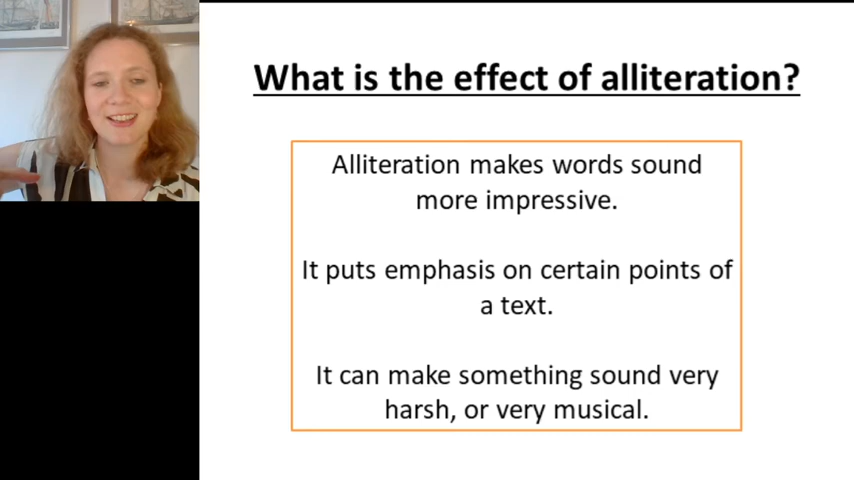 What is the effect of alliteration?
Alliteration makes words sound
more impressive.
It puts emphasis on certain points of
a text.
It can make something sound very
harsh, or very musical.